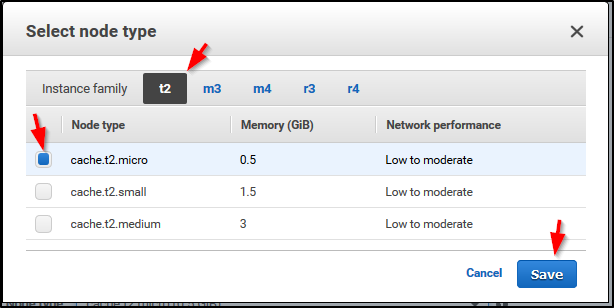 Select node type
Instance family t2 m3 m4 r3 r4
Node type Memory (GiB) Network performance
cache.t2.micro 0.5 Low to moderate
cache.t2.small 1.5 Low to moderate
cache.t2.medium 3 Low to moderate
Cancel Save